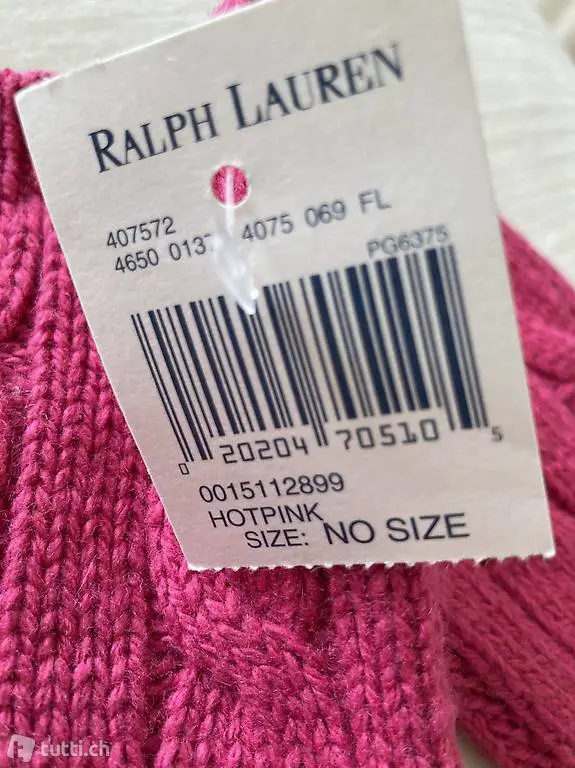 RALPH LAUREN
407572
4650 0137 4075 069 FL
PG6375
0 20204 70510 5
0015112899
HOTPINK
SIZE: NO SIZE
tutti.ch